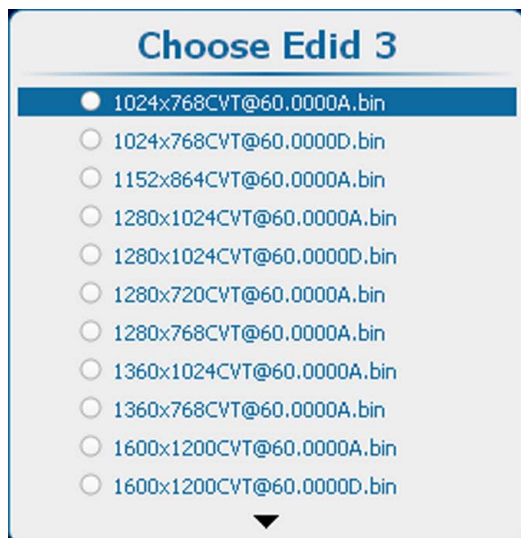 Choose Edid 3
1024x768CVT@60.0000A.bin
1024x768CVT@60.0000D.bin
1152x864CVT@60.0000A.bin
1280x1024CVT@60.0000A.bin
1280x1024CVT@60.0000D.bin
1280x720CVT@60.0000A.bin
1280x768CVT@60.0000A.bin
1360x1024CVT@60.0000A.bin
1360x768CVT@60.0000A.bin
1600x1200CVT@60.0000A.bin
1600x1200CVT@60.0000D.bin